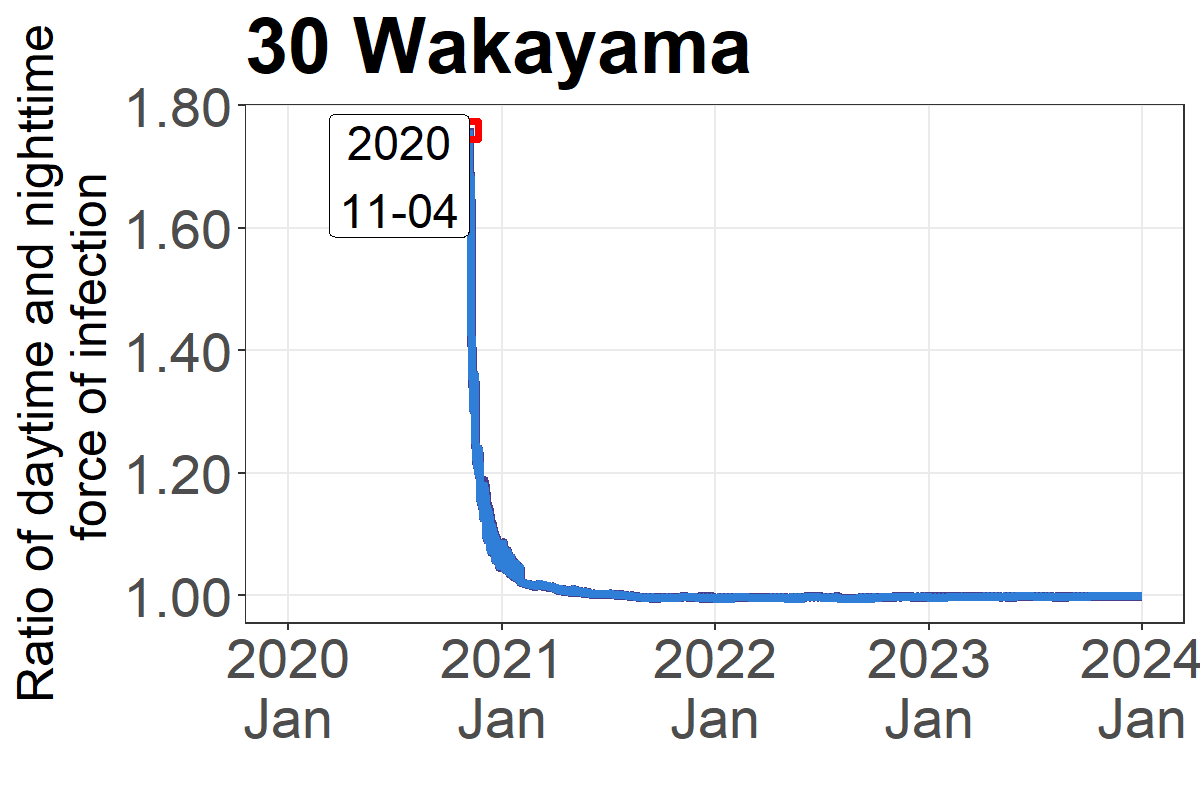 30 Wakayama
Ratio of daytime and nighttime
force of infection
1.80
1.60
1.40
1.20
1.00
2020
11-04
2020
Jan
2021
Jan
2022
Jan
2023
Jan
2024
Jan